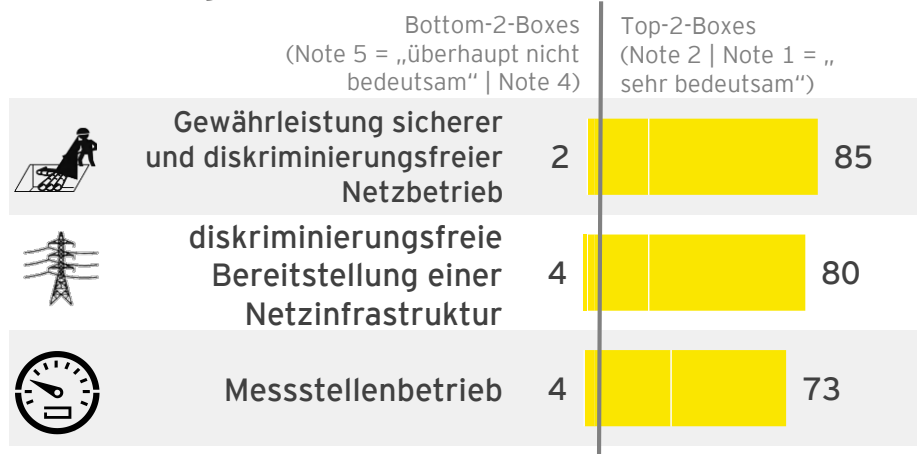 Bottom-2-Boxes
(Note 5 = „überhaupt nicht
bedeutsam“ | Note 4)
Top-2-Boxes
(Note 2 | Note 1 = „
sehr bedeutsam“)
Gewährleistung sicherer
und diskriminierungsfreier
Netzbetrieb
2
85
diskriminierungsfreie
Bereitstellung einer
Netzinfrastruktur
4
80
Messstellenbetrieb
4
73